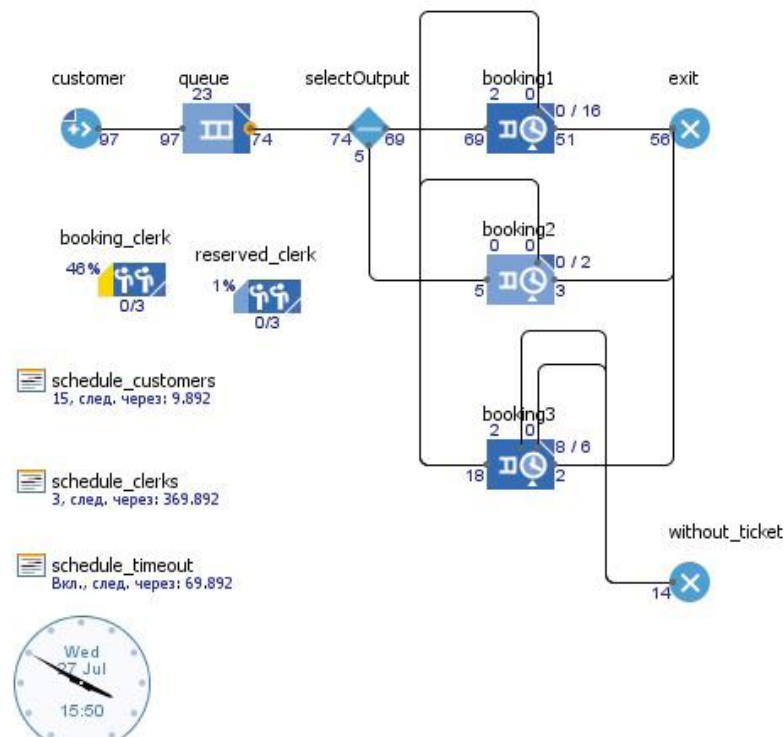 customer
queue
selectOutput
booking1
exit
23
2 0
0 / 16
97
97
74
74
69
69
51
56
5
booking_clerk
46%
0/3
reserved_clerk
1%
0/3
booking2
0 0
0 / 2
5
3
schedule_customers
15, след. через: 9.892
booking3
2 0
8 / 6
18
2
schedule_clerks
3, след. через: 369.892
schedule_timeout
Вкл., след. через: 69.892
without_ticket
14
Wed
27 Jul
15:50